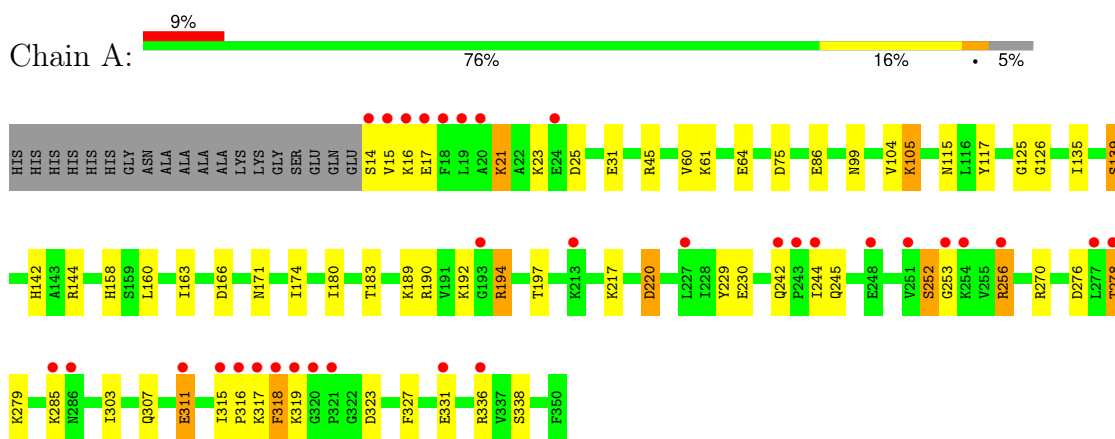 9%
Chain A:
76% 16% • 5%
HIS HIS HIS HIS HIS HIS GLY ASN ALA ALA ALA ALA LYS LYS GLY SER GLU GLN GLU S14 V15 K16 E17 F18 L19 A20 K21 A22 K23 E24 D25 E31 R45 V60 K61 E64 D75 E86 N99 V104 K105 N115 L116 Y117 G125 G126 I135 S139
H142 A143 R144 H158 S159 L160 I163 D166 N171 I174 I180 T183 K189 R190 V191 K192 G193 R194 T197 K213 K217 D220 L227 I228 Y229 E230 Q242 P243 I244 Q245 E248 V251 S252 G253 K254 V255 R256 R270 D276 L277 T278
K279 K285 N286 I303 Q307 E311 I315 P316 K317 F318 K319 G320 P321 G322 D323 F327 E331 R336 V337 S338 F350